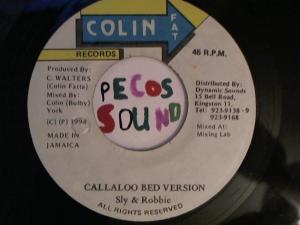 COLIN
FAT
RECORDS
45 R.P.M.
Produced By:
C. WALTERS
(Colin Fatta)
Mixed By:
Colin (Bulby)
York
(C) (P) 1994
MADE IN
JAMAICA
PECOS
SOUND
Distributed By:
Dynamic Sounds
15 Bell Road,
Kingston 11,
Tel: 923-9138 - 9
923-9168
Mixed At:
Mixing Lab
CALLALOO BED VERSION
Sly & Robbie
ALL RIGHTS RESERVED